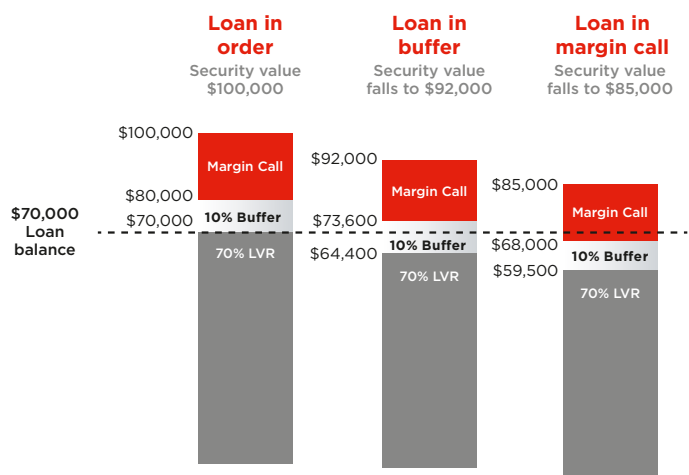 Loan in
order
Security value
$100,000
Loan in
buffer
Security value
falls to $92,000
Loan in
margin call
Security value
falls to $85,000
$70,000
Loan
balance
$100,000
$80,000
$70,000
Margin Call
10% Buffer
70% LVR
$92,000
$73,600
$64,400
Margin Call
10% Buffer
70% LVR
$85,000
$68,000
$59,500
Margin Call
10% Buffer
70% LVR